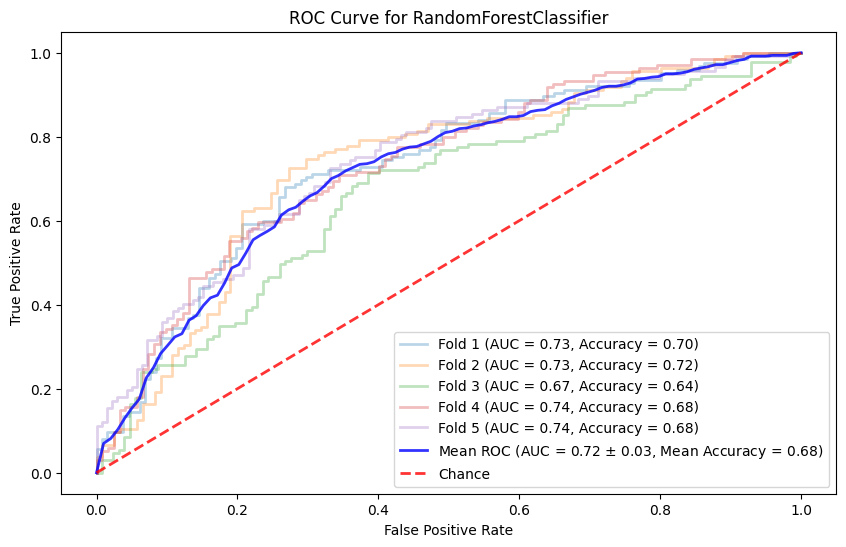 ROC Curve for RandomForestClassifier
True Positive Rate
1.0
0.8
0.6
0.4
0.2
0.0
Fold 1 (AUC = 0.73, Accuracy = 0.70)
Fold 2 (AUC = 0.73, Accuracy = 0.72)
Fold 3 (AUC = 0.67, Accuracy = 0.64)
Fold 4 (AUC = 0.74, Accuracy = 0.68)
Fold 5 (AUC = 0.74, Accuracy = 0.68)
Mean ROC (AUC = 0.72 ± 0.03, Mean Accuracy = 0.68)
Chance
0.0 0.2 0.4 0.6 0.8 1.0
False Positive Rate